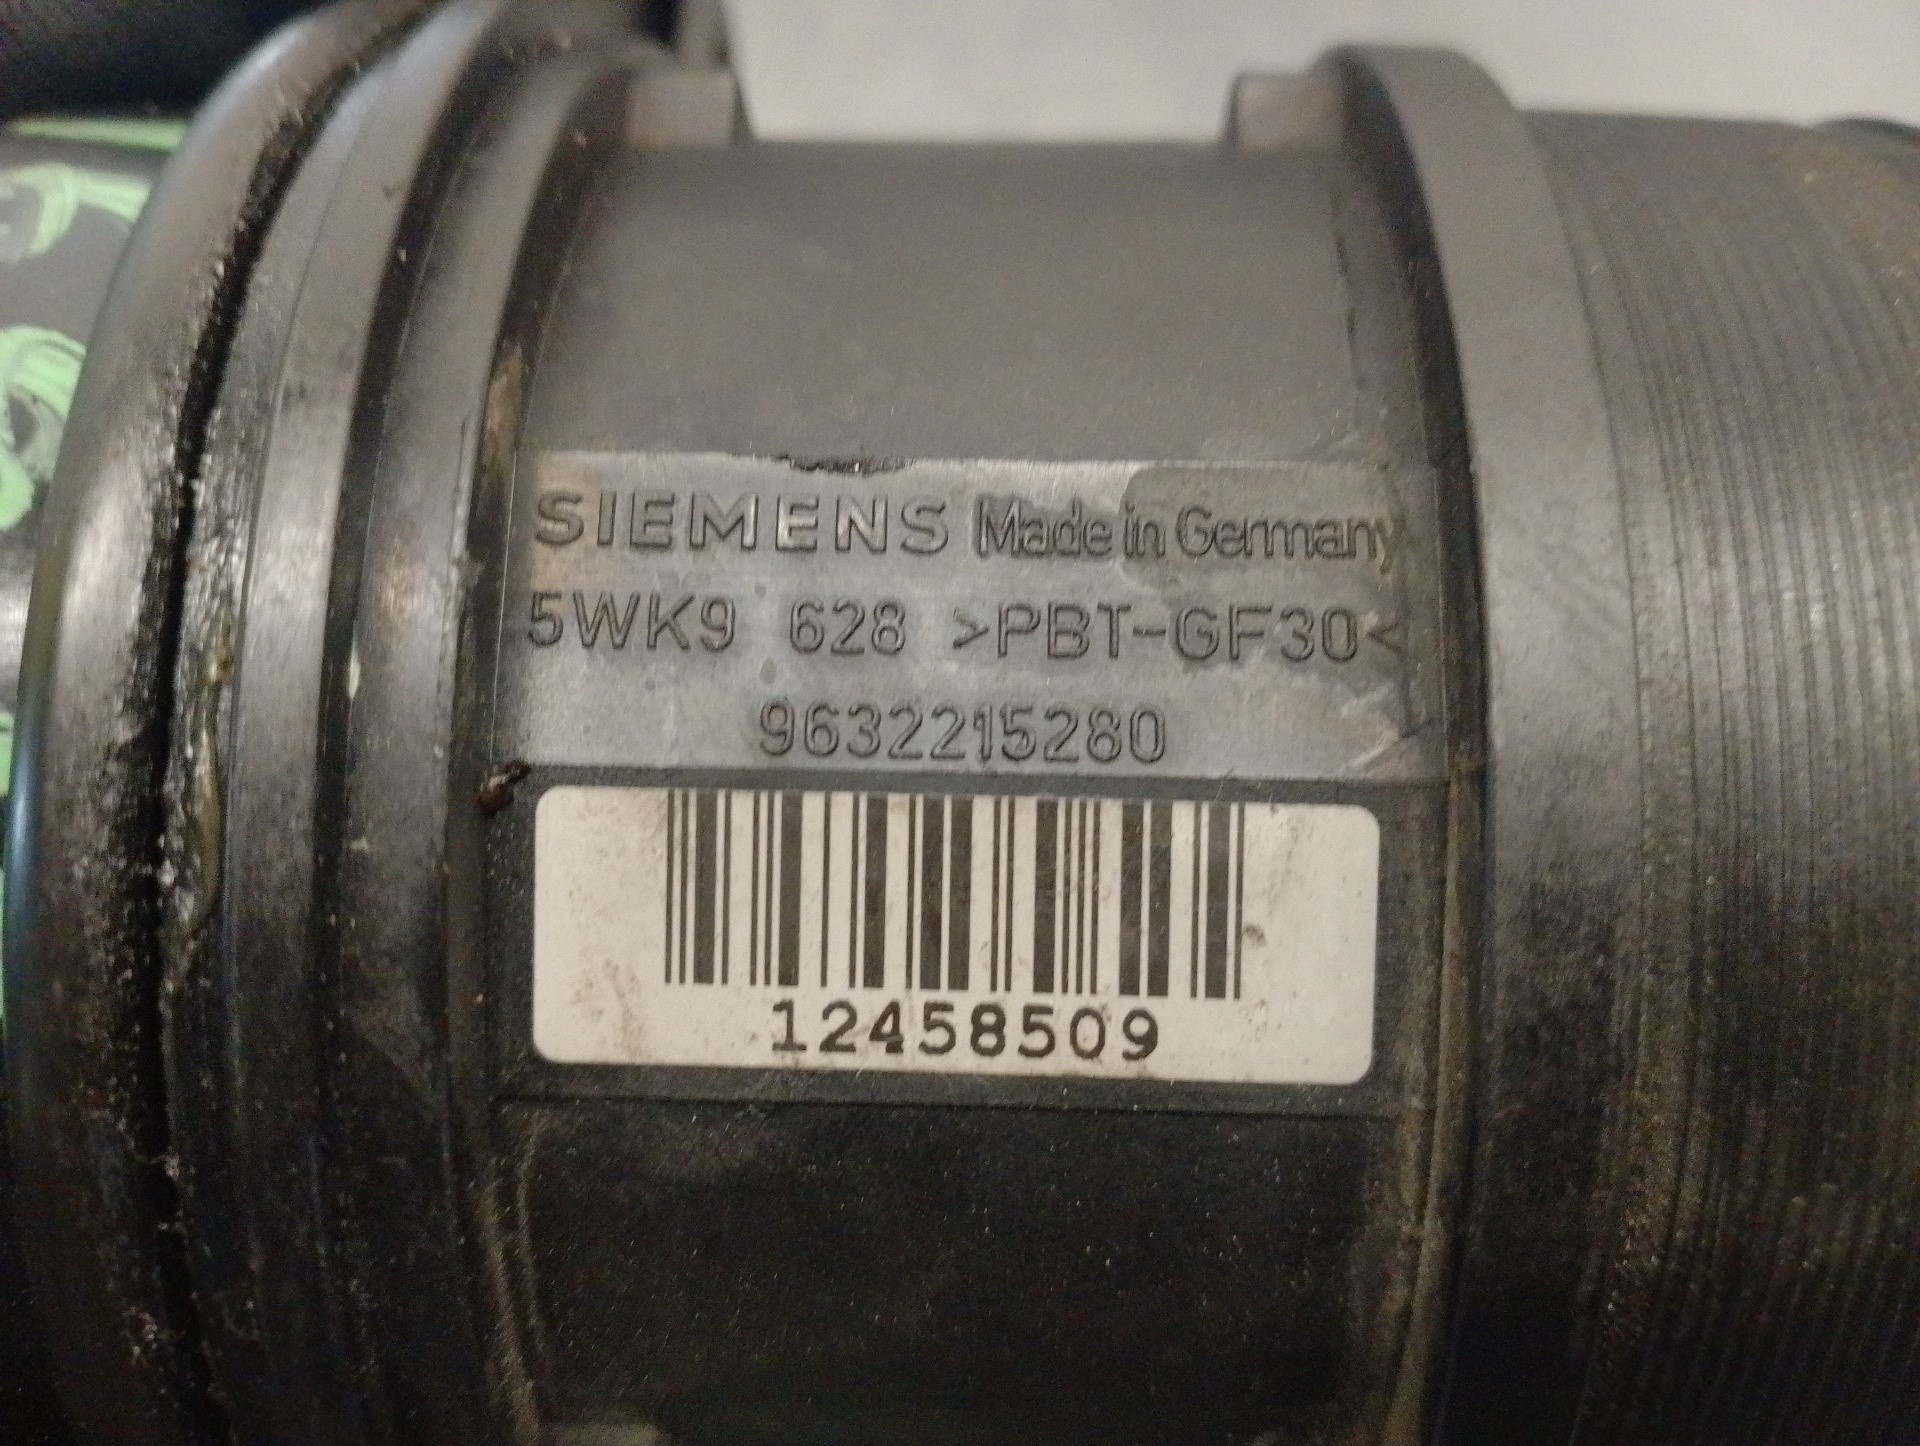 SIEMENS Made in Germany
5WK9 628 >PBT-GF30<
9632215280
12458509